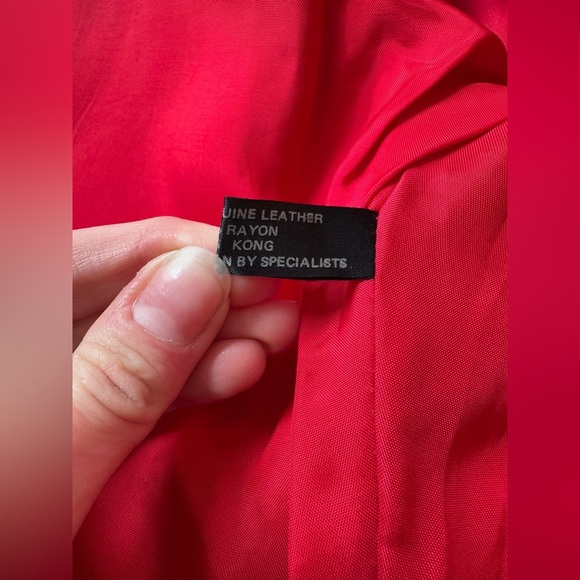 UINE LEATHER
RAYON
KONG
N BY SPECIALISTS